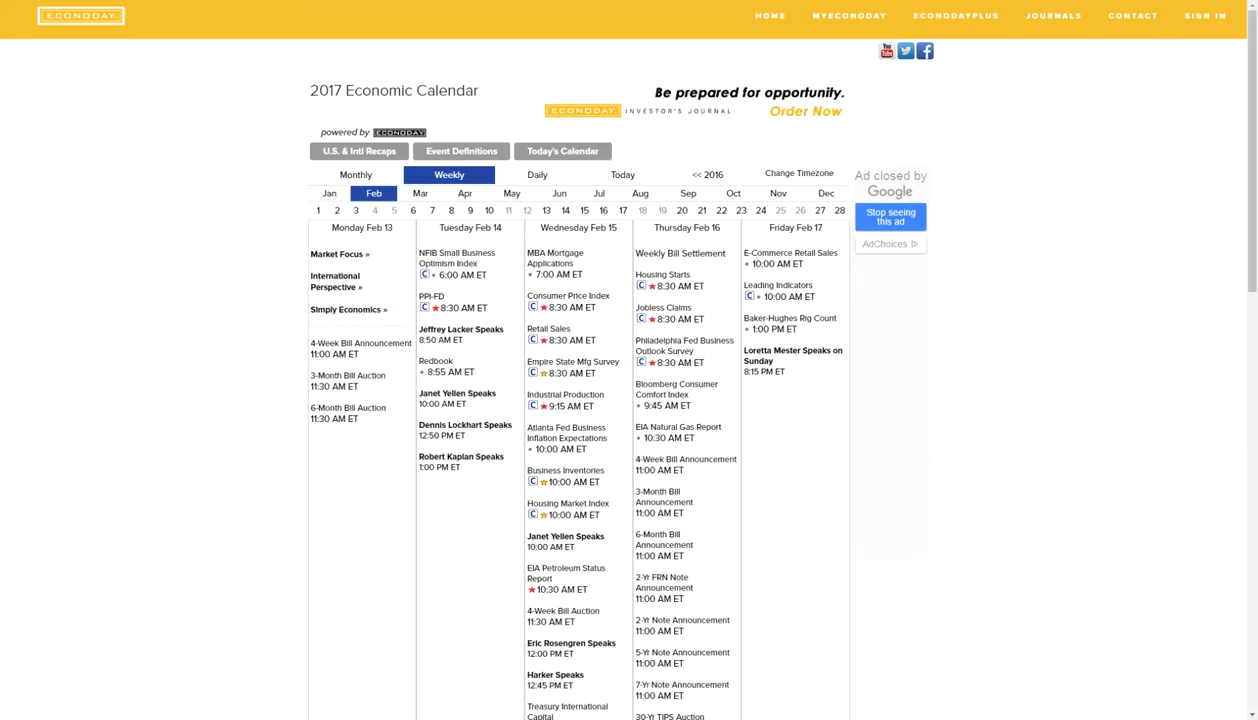 ECONODAY
HOME MYECONODAY ECONODAYPLUS JOURNALS CONTACT SIGN IN
You Tube
2017 Economic Calendar
Be prepared for opportunity.
ECONODAY INVESTOR'S JOURNAL Order Now
powered by ECONODAY
U.S. & Intl Recaps Event Definitions Today's Calendar
Monthly Weekly Daily Today << 2016 Change Timezone
Jan Feb Mar Apr May Jun Jul Aug Sep Oct Nov Dec
1 2 3 4 5 6 7 8 9 10 11 12 13 14 15 16 17 18 19 20 21 22 23 24 25 26 27 28
Monday Feb 13
Market Focus »
International
Perspective »
Simply Economics »
4-Week Bill Announcement
11:00 AM ET
3-Month Bill Auction
11:30 AM ET
6-Month Bill Auction
11:30 AM ET
Tuesday Feb 14
NFIB Small Business
Optimism Index
C 6:00 AM ET
PPI-FD
C ★ 8:30 AM ET
Jeffrey Lacker Speaks
8:50 AM ET
Redbook
8:55 AM ET
Janet Yellen Speaks
10:00 AM ET
Dennis Lockhart Speaks
12:50 PM ET
Robert Kaplan Speaks
1:00 PM ET
Wednesday Feb 15
MBA Mortgage
Applications
7:00 AM ET
Consumer Price Index
C ★ 8:30 AM ET
Retail Sales
C ★ 8:30 AM ET
Empire State Mfg Survey
C ☆ 8:30 AM ET
Industrial Production
C ★ 9:15 AM ET
Atlanta Fed Business
Inflation Expectations
10:00 AM ET
Business Inventories
C ☆ 10:00 AM ET
Housing Market Index
C ☆ 10:00 AM ET
Janet Yellen Speaks
10:00 AM ET
EIA Petroleum Status
Report
★ 10:30 AM ET
4-Week Bill Auction
11:30 AM ET
Eric Rosengren Speaks
12:00 PM ET
Harker Speaks
12:45 PM ET
Treasury International
Capital
Thursday Feb 16
Weekly Bill Settlement
Housing Starts
C ★ 8:30 AM ET
Jobless Claims
C ★ 8:30 AM ET
Philadelphia Fed Business
Outlook Survey
C ★ 8:30 AM ET
Bloomberg Consumer
Comfort Index
9:45 AM ET
EIA Natural Gas Report
10:30 AM ET
4-Week Bill Announcement
11:00 AM ET
3-Month Bill
Announcement
11:00 AM ET
6-Month Bill
Announcement
11:00 AM ET
2-Yr FRN Note
Announcement
11:00 AM ET
2-Yr Note Announcement
11:00 AM ET
5-Yr Note Announcement
11:00 AM ET
7-Yr Note Announcement
11:00 AM ET
30-Yr TIPS Auction
Friday Feb 17
E-Commerce Retail Sales
10:00 AM ET
Leading Indicators
C 10:00 AM ET
Baker-Hughes Rig Count
1:00 PM ET
Loretta Mester Speaks on
Sunday
8:15 PM ET
Ad closed by
Google
Stop seeing
this ad
AdChoices